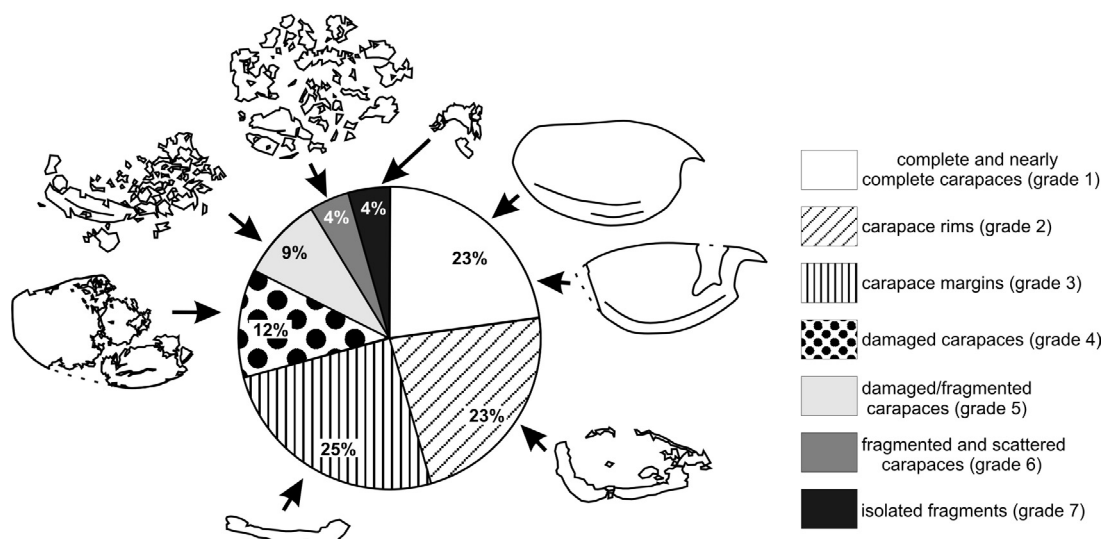 4%
4%
23%
9%
12%
23%
25%
complete and nearly
complete carapaces (grade 1)
carapace rims (grade 2)
carapace margins (grade 3)
damaged carapaces (grade 4)
damaged/fragmented
carapaces (grade 5)
fragmented and scattered
carapaces (grade 6)
isolated fragments (grade 7)